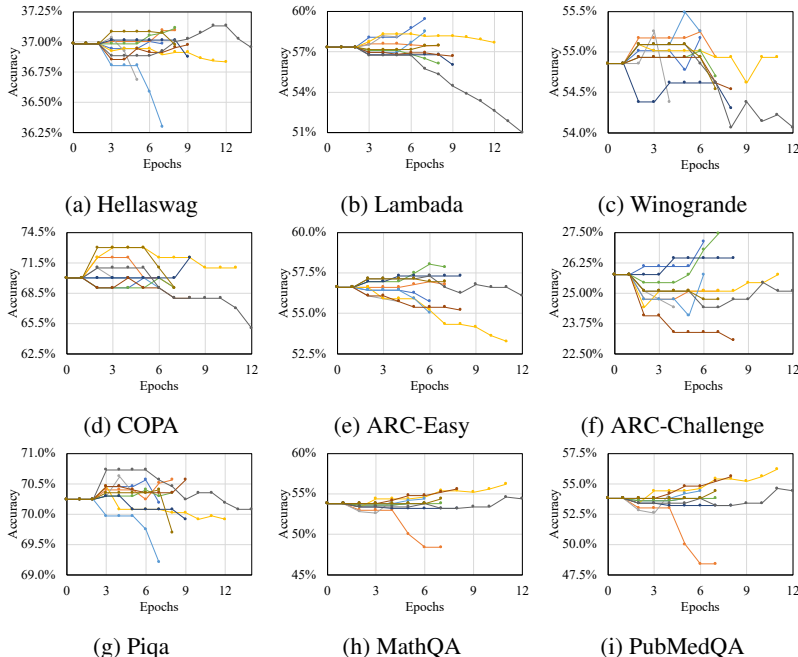 37.25%
37.00%
36.75%
36.50%
36.25%
Accuracy
0 3 6 9 12
Epochs
(a) Hellaswag
60%
57%
54%
51%
Accuracy
0 3 6 9 12
Epochs
(b) Lambada
55.5%
55.0%
54.5%
54.0%
Accuracy
0 3 6 9 12
Epochs
(c) Winogrande
74.5%
71.5%
68.5%
65.5%
62.5%
Accuracy
0 3 6 9 12
Epochs
(d) COPA
60.0%
57.5%
55.0%
52.5%
Accuracy
0 3 6 9 12
Epochs
(e) ARC-Easy
27.50%
26.25%
25.00%
23.75%
22.50%
Accuracy
0 3 6 9 12
Epochs
(f) ARC-Challenge
71.0%
70.5%
70.0%
69.5%
69.0%
Accuracy
0 3 6 9 12
Epochs
(g) Piqa
60%
55%
50%
45%
Accuracy
0 3 6 9 12
Epochs
(h) MathQA
57.5%
55.0%
52.5%
50.0%
47.5%
Accuracy
0 3 6 9 12
Epochs
(i) PubMedQA